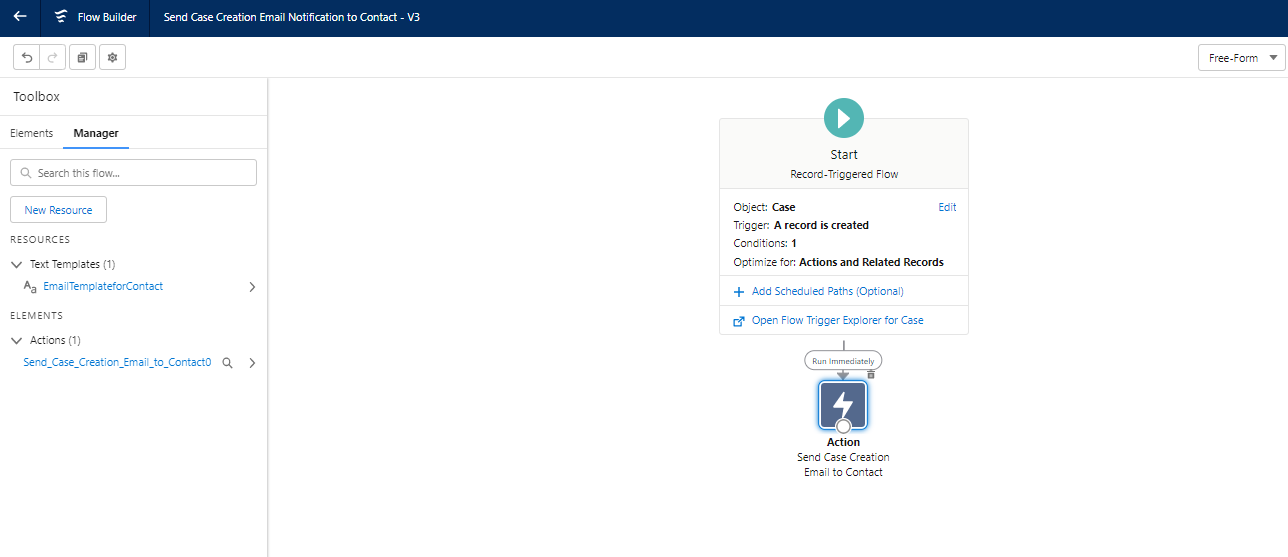 Flow Builder
Send Case Creation Email Notification to Contact - V3
Free-Form
Toolbox
Elements
Manager
Search this flow...
New Resource
RESOURCES
Text Templates (1)
EmailTemplateforContact
ELEMENTS
Actions (1)
Send_Case_Creation_Email_to_Contact0
Start
Record-Triggered Flow
Object: Case
Edit
Trigger: A record is created
Conditions: 1
Optimize for: Actions and Related Records
Add Scheduled Paths (Optional)
Open Flow Trigger Explorer for Case
Run Immediately
Action
Send Case Creation
Email to Contact